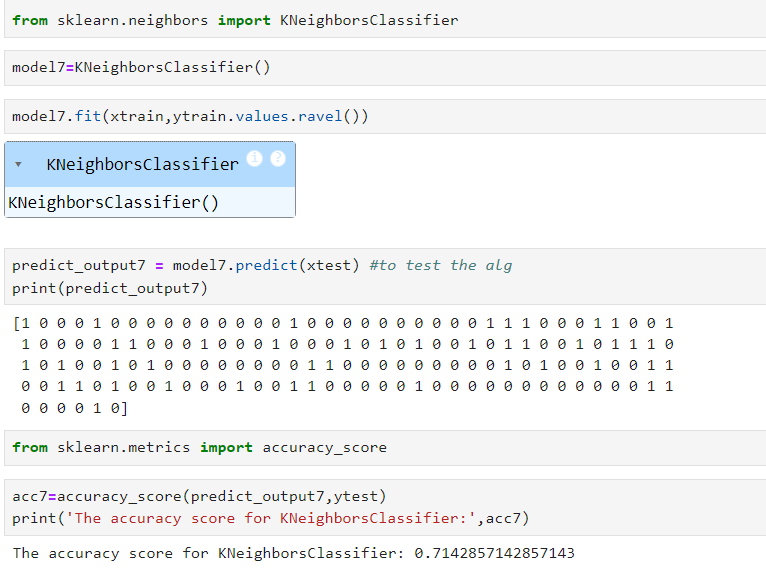 from sklearn.neighbors import KNeighborsClassifier
model7=KNeighborsClassifier()
model7.fit(xtrain,ytrain.values.ravel())
KNeighborsClassifier i ?
KNeighborsClassifier()
predict_output7 = model7.predict(xtest) #to test the alg
print(predict_output7)
[1 0 0 0 1 0 0 0 0 0 0 0 0 0 0 1 0 0 0 0 0 0 0 0 0 0 1 1 1 0 0 0 1 1 0 0 1
1 0 0 0 0 1 1 0 0 0 1 0 0 0 1 0 0 0 1 0 1 0 1 0 0 1 0 1 1 0 0 1 0 1 1 1 0
1 0 1 0 0 1 0 1 0 0 0 0 0 0 0 0 1 1 0 0 0 0 0 0 0 0 0 1 0 1 0 0 1 0 0 1 1
0 0 1 1 0 1 0 0 1 0 0 0 1 0 0 1 1 0 0 0 0 0 1 0 0 0 0 0 0 0 0 0 0 0 0 1 1
0 0 0 0 1 0]
from sklearn.metrics import accuracy_score
acc7=accuracy_score(predict_output7,ytest)
print('The accuracy score for KNeighborsClassifier:',acc7)
The accuracy score for KNeighborsClassifier: 0.7142857142857143